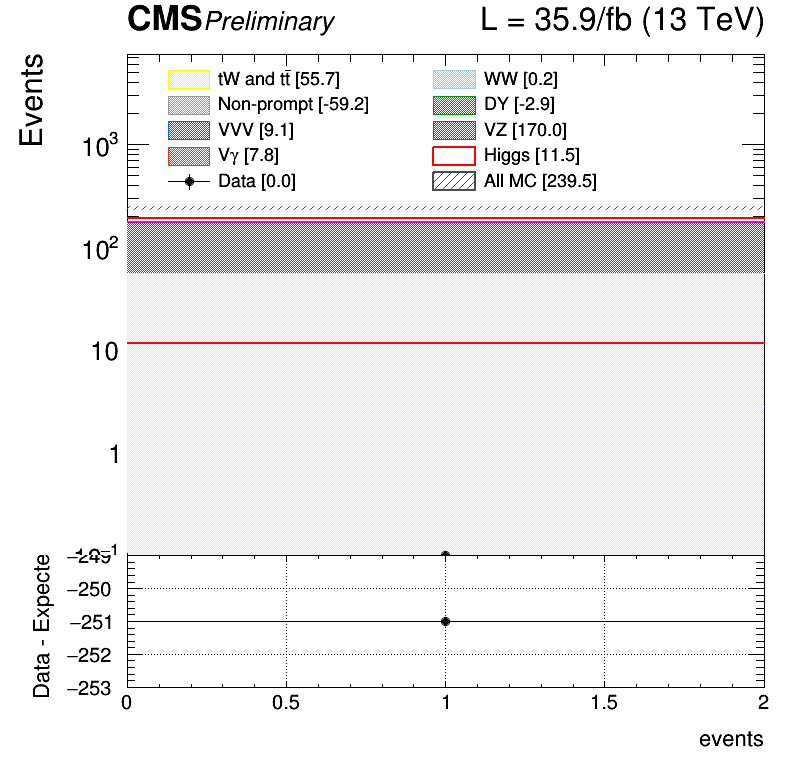 CMS Preliminary L = 35.9/fb (13 TeV)
Events
tW and tt̄ [55.7] WW [0.2]
Non-prompt [-59.2] DY [-2.9]
VVV [9.1] VZ [170.0]
Vγ [7.8] Higgs [11.5]
Data [0.0] All MC [239.5]
10³
10²
10
1
Data - Expecte
−250
−251
−252
−253
0 0.5 1 1.5 2
events